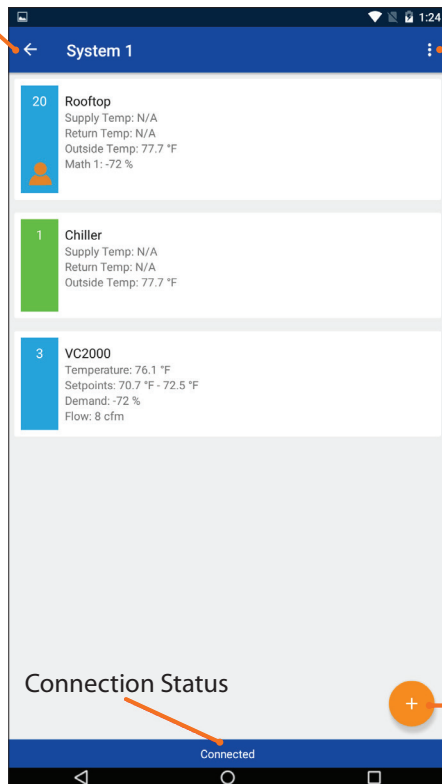 1:24
System 1
20
Rooftop
Supply Temp: N/A
Return Temp: N/A
Outside Temp: 77.7 °F
Math 1: -72 %
1
Chiller
Supply Temp: N/A
Return Temp: N/A
Outside Temp: 77.7 °F
3
VC2000
Temperature: 76.1 °F
Setpoints: 70.7 °F - 72.5 °F
Demand: -72 %
Flow: 8 cfm
Connection Status
+
Connected